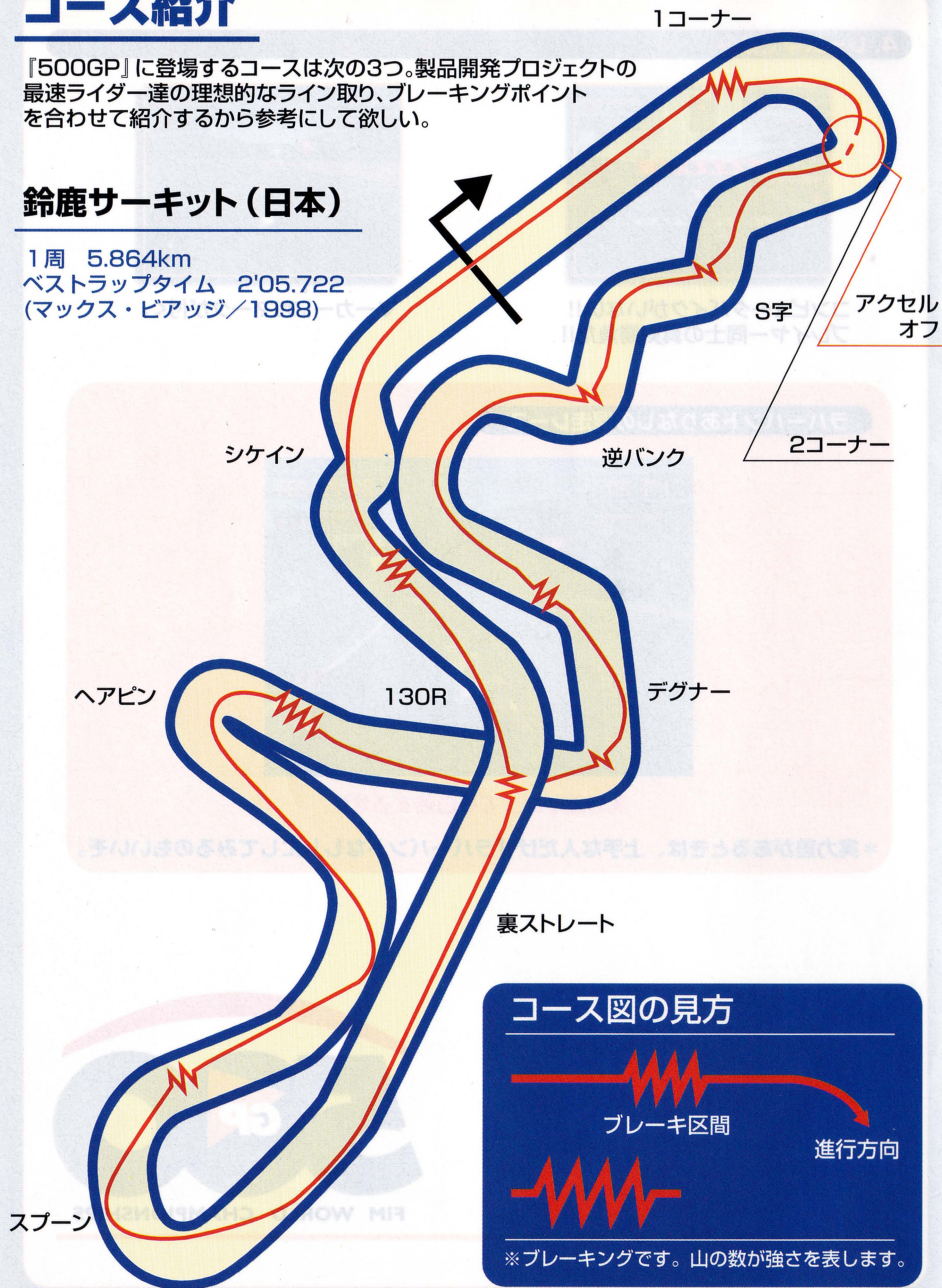 コース紹介
『500GP』に登場するコースは次の3つ。製品開発プロジェクトの
最速ライダー達の理想的なライン取り、ブレーキングポイント
を合わせて紹介するから参考にして欲しい。
鈴鹿サーキット(日本)
1周 5.864km
ベストラップタイム 2'05.722
(マックス・ビアッジ/1998)
1コーナー
アクセル
オフ
S字
2コーナー
シケイン
逆バンク
ヘアピン
130R
デグナー
裏ストレート
スプーン
コース図の見方
ブレーキ区間
進行方向
※ブレーキングです。山の数が強さを表します。